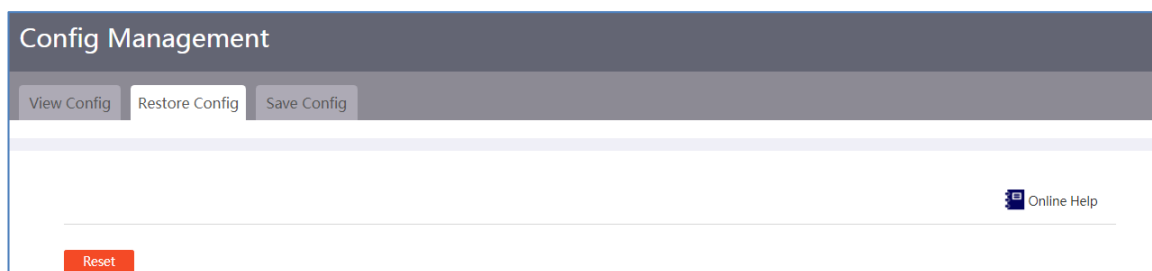 Config Management
View Config Restore Config Save Config
Online Help
Reset